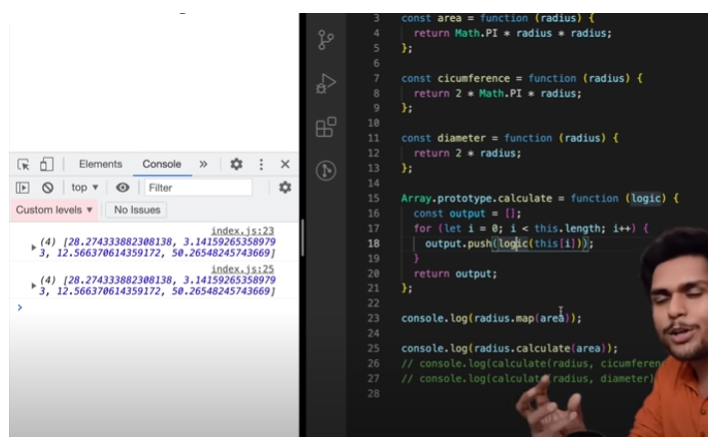 Elements Console »
top ▼ Filter
Custom levels ▼ No Issues
index.js:23
(4) [28.274333882308138, 3.14159265358979
3, 12.566370614359172, 50.26548245743669]
index.js:25
(4) [28.274333882308138, 3.14159265358979
3, 12.566370614359172, 50.26548245743669]
>
3 const area = function (radius) {
4 return Math.PI * radius * radius;
5 };
6
7 const cicumference = function (radius) {
8 return 2 * Math.PI * radius;
9 };
10
11 const diameter = function (radius) {
12 return 2 * radius;
13 };
14
15 Array.prototype.calculate = function (logic) {
16 const output = [];
17 for (let i = 0; i < this.length; i++) {
18 output.push(logic(this[i]));
19 }
20 return output;
21 };
22
23 console.log(radius.map(area));
24
25 console.log(radius.calculate(area));
26 // console.log(calculate(radius, cicumferen
27 // console.log(calculate(radius, diameter)
28